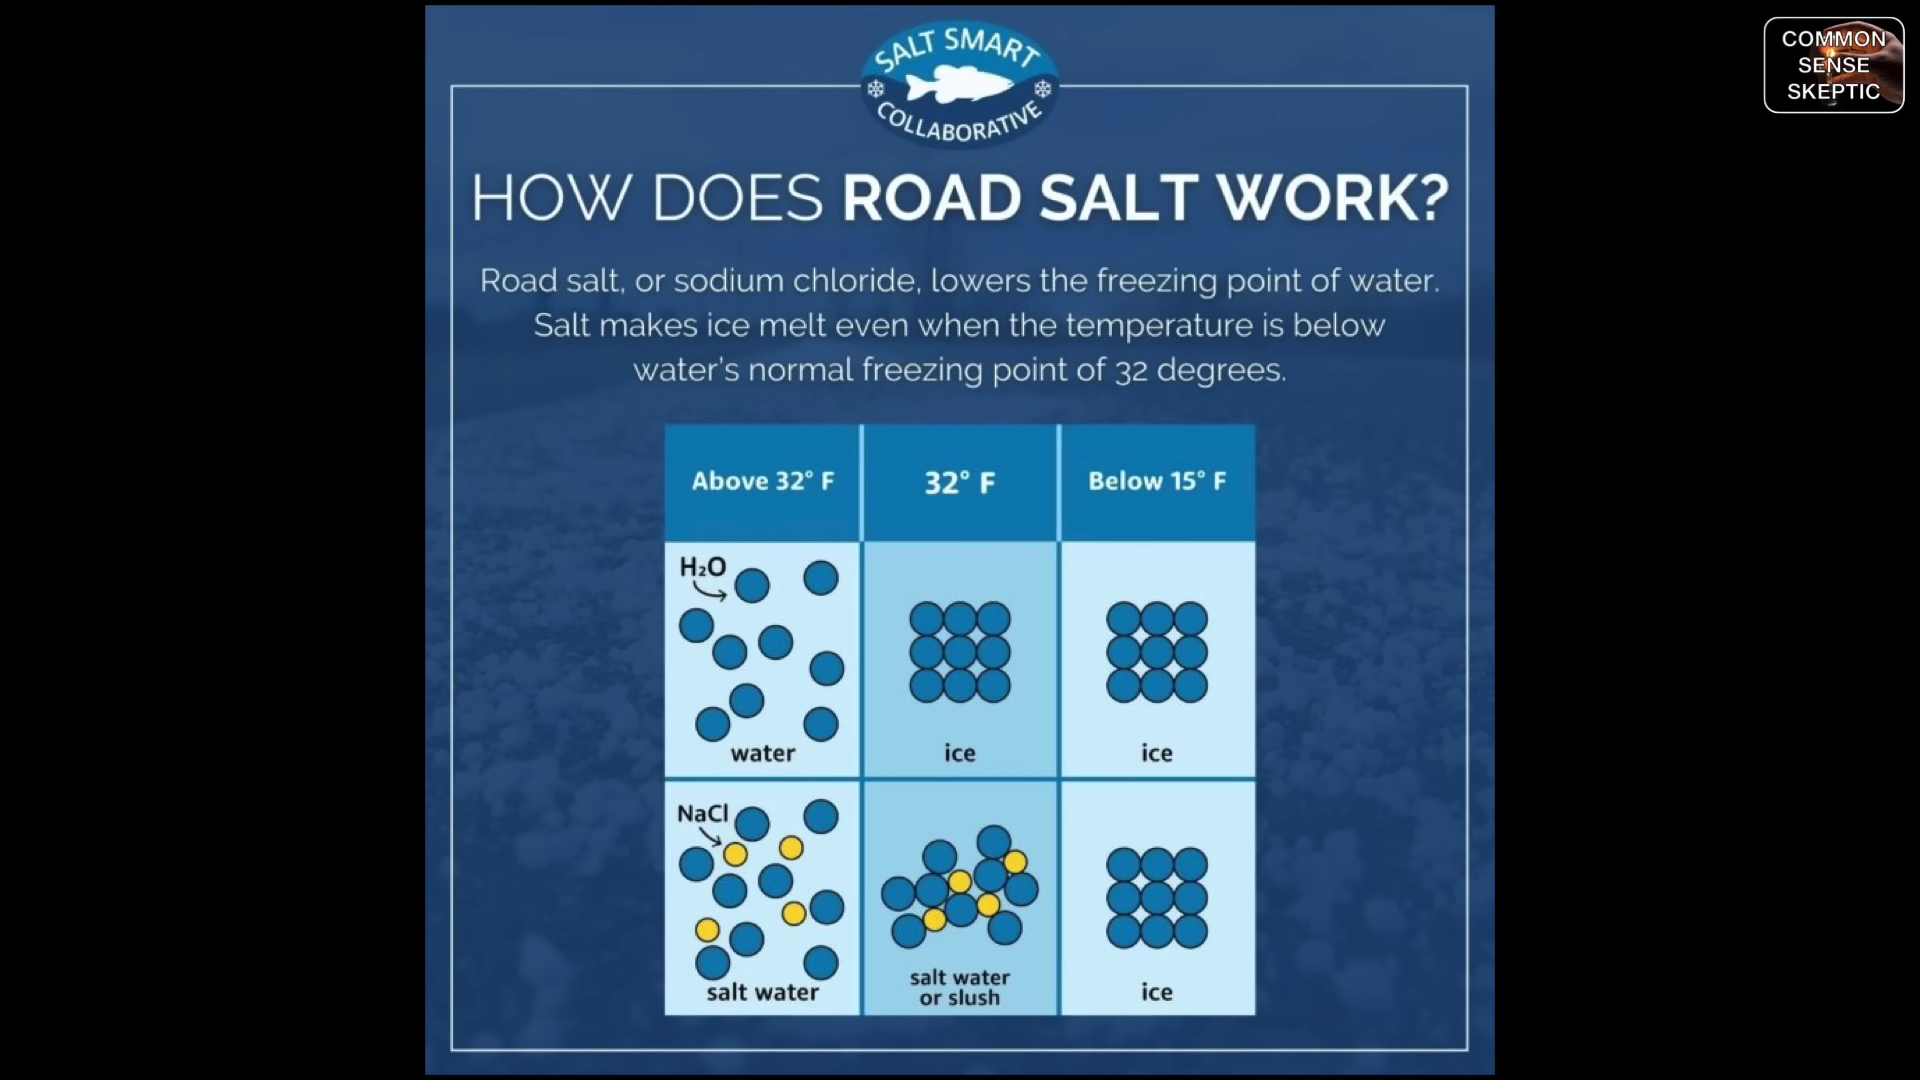 SALT SMART
COLLABORATIVE
COMMON
SENSE
SKEPTIC
HOW DOES ROAD SALT WORK?
Road salt, or sodium chloride, lowers the freezing point of water.
Salt makes ice melt even when the temperature is below
water's normal freezing point of 32 degrees.
Above 32° F
32° F
Below 15° F
H₂O
water
ice
ice
NaCl
salt water
salt water
or slush
ice